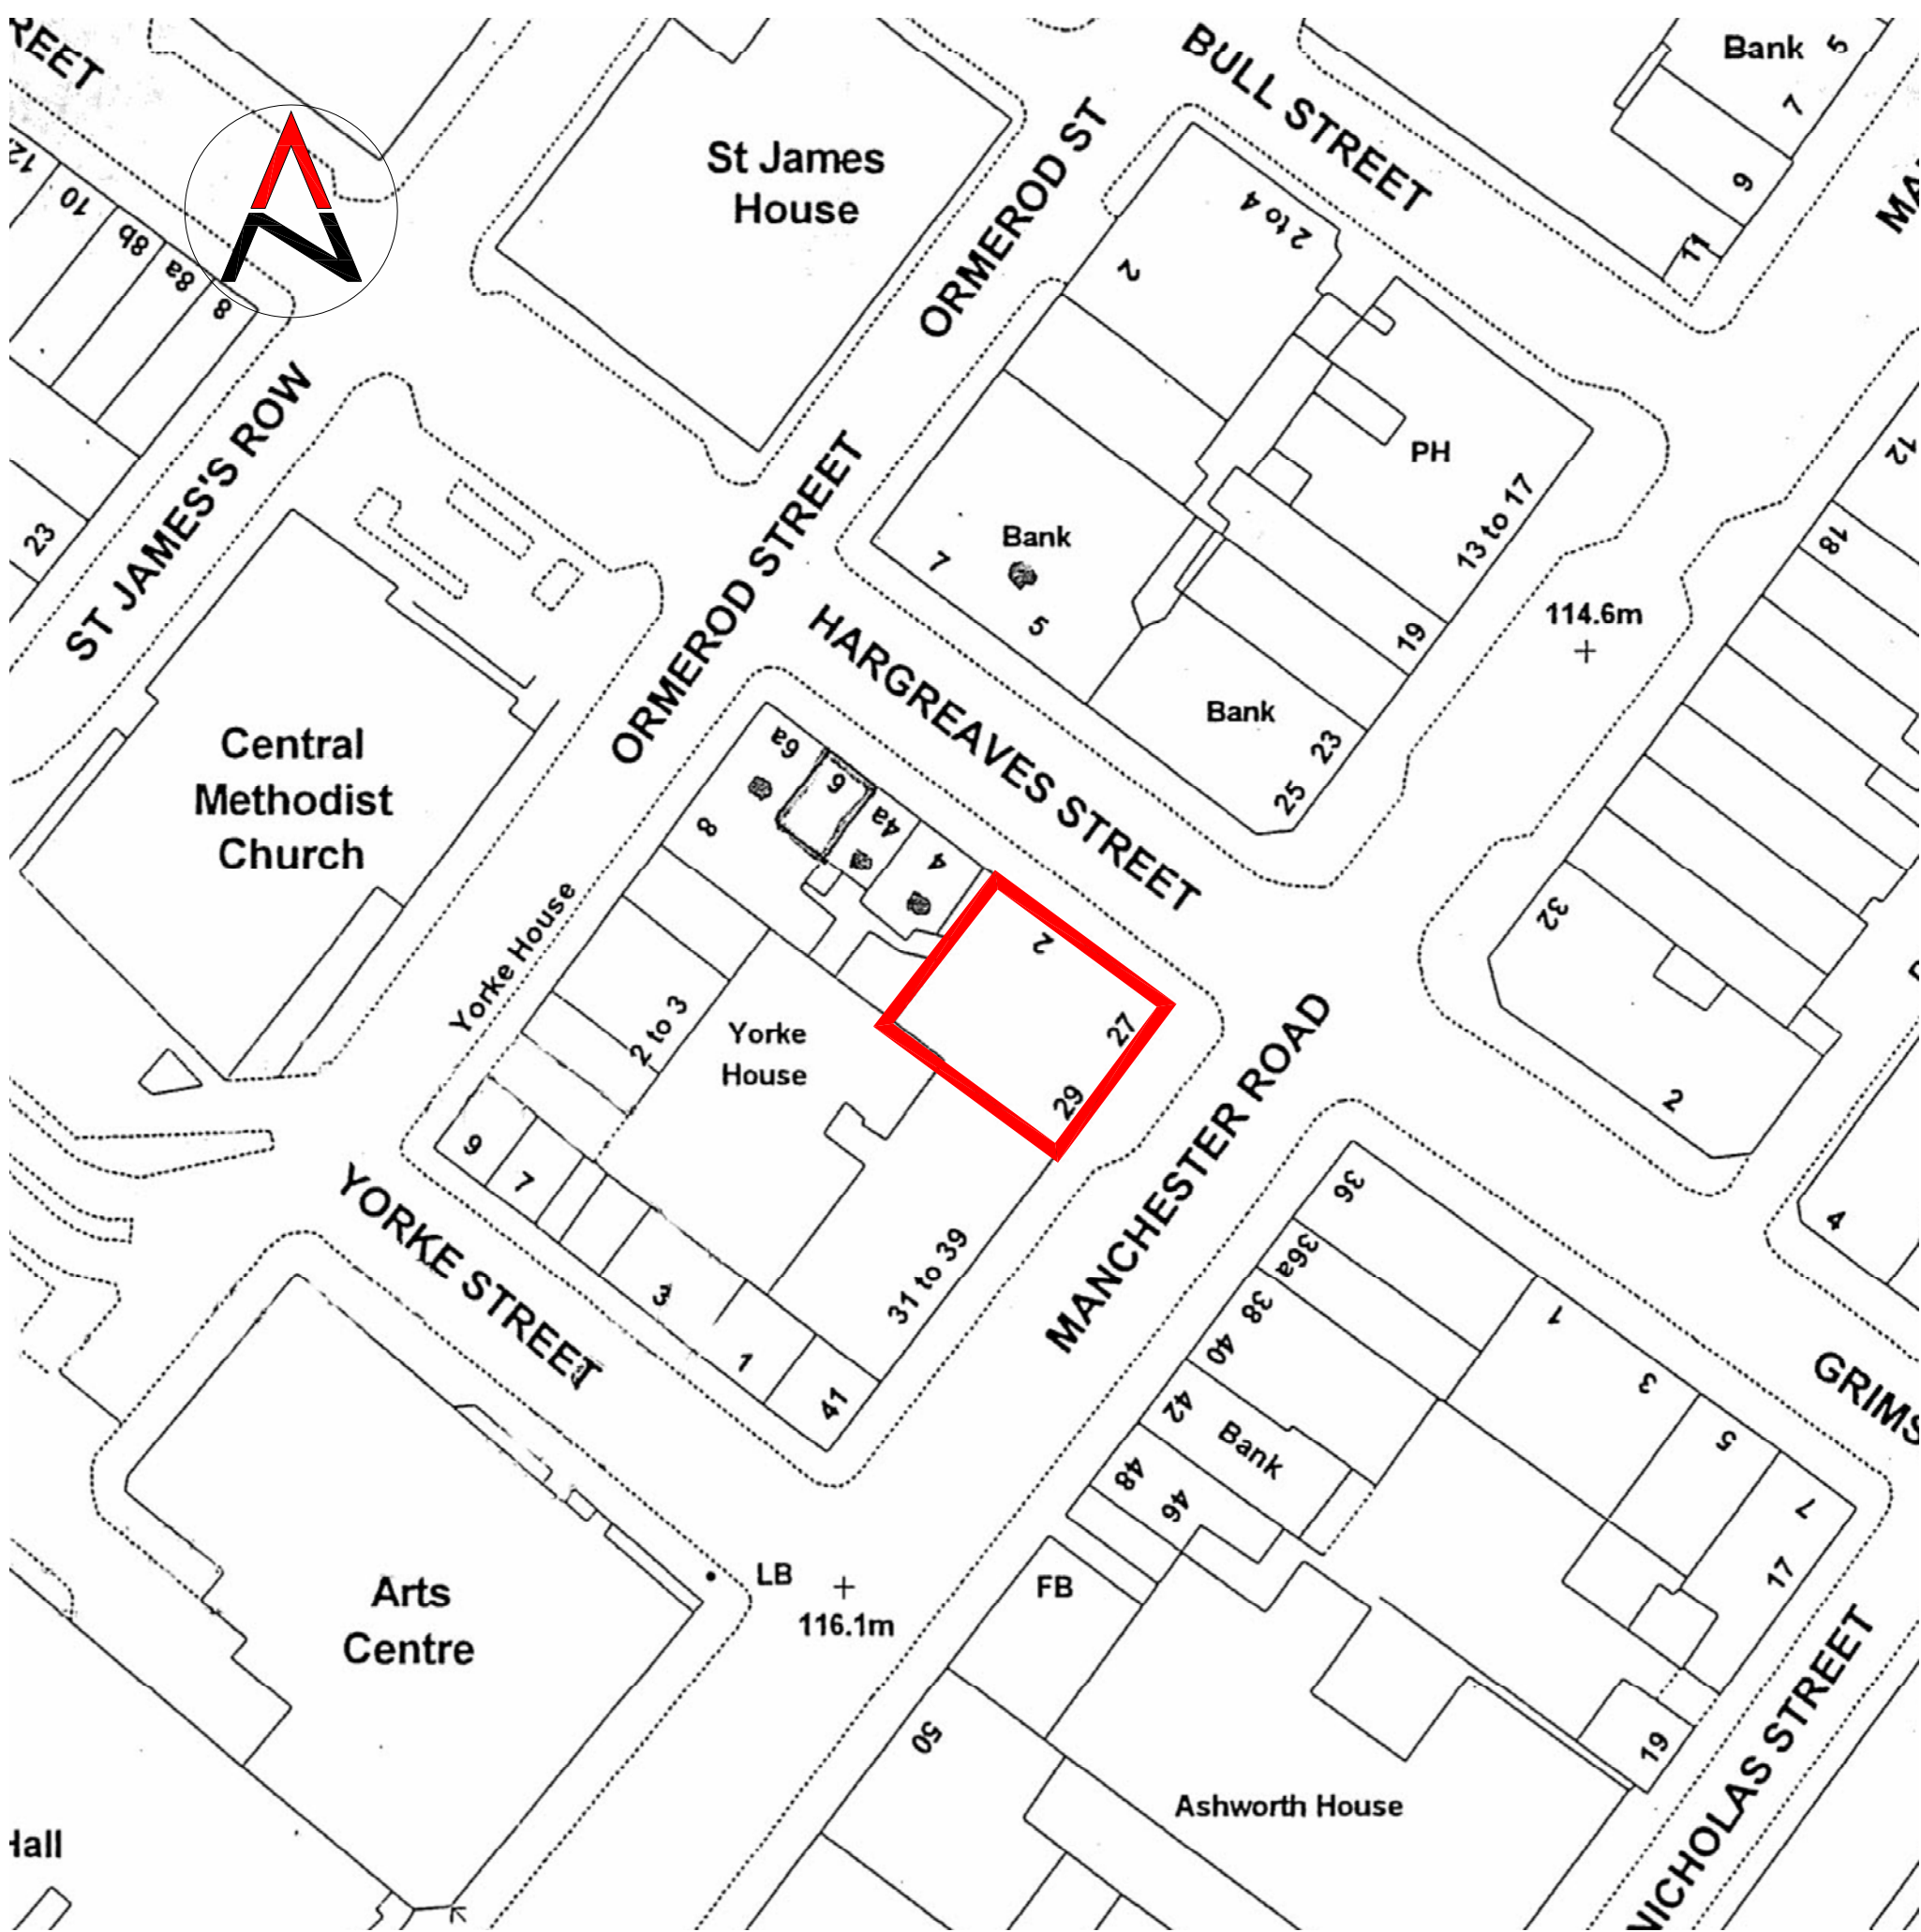 BULL STREET
Bank
5
7
9
11
St James
House
ORMEROD ST
12
10
8b
8a
8
N
2 to 4
2
ST JAMES'S ROW
23
ORMEROD STREET
PH
13 to 17
12
18
Bank
7
5
19
114.6m
HARGREAVES STREET
Bank
23
25
Central
Methodist
Church
6a
6
4a
4
8
32
Yorke House
2
27
29
2 to 3
Yorke
House
MANCHESTER ROAD
2
4
9
7
YORKE STREET
3
1
31 to 39
41
36
36a
38
40
42
Bank
48
46
1
3
5
7
17
GRIMS
Arts
Centre
LB
116.1m
FB
50
19
Ashworth House
NICHOLAS STREET